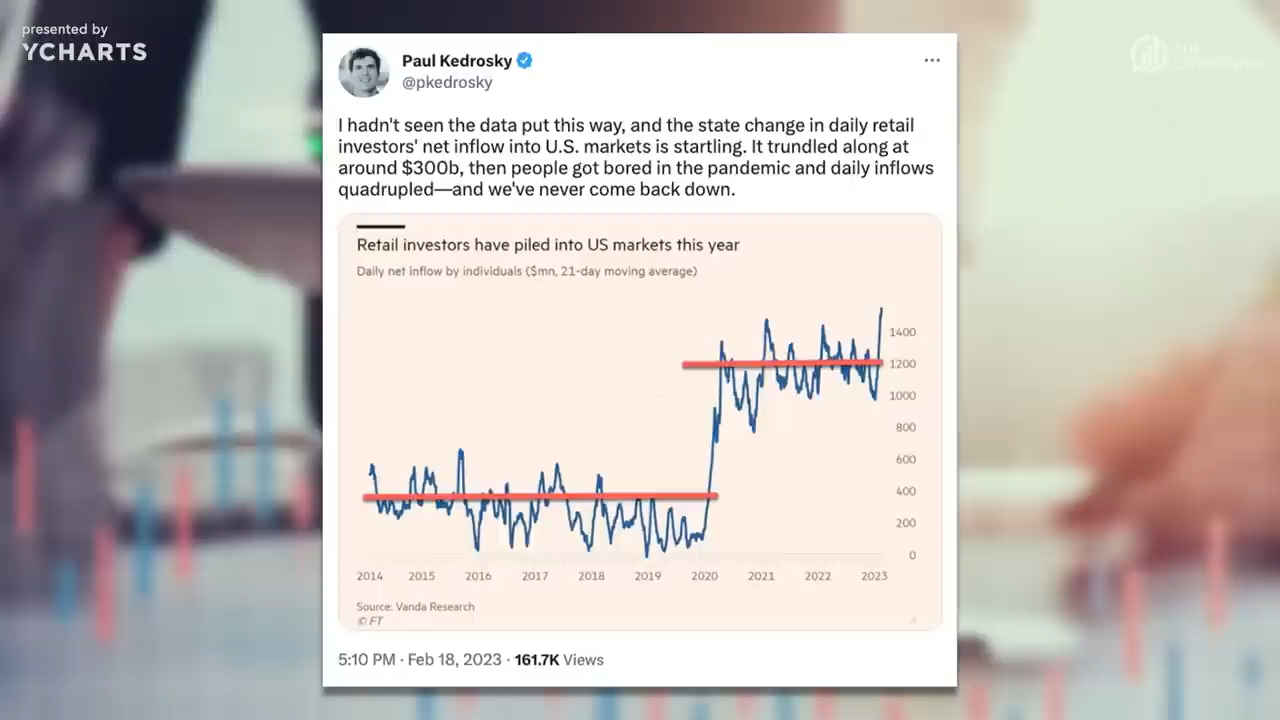 presented by
YCHARTS
Paul Kedrosky
@pkedrosky
I hadn't seen the data put this way, and the state change in daily retail
investors' net inflow into U.S. markets is startling. It trundled along at
around $300b, then people got bored in the pandemic and daily inflows
quadrupled—and we've never come back down.
Retail investors have piled into US markets this year
Daily net inflow by individuals ($mn, 21-day moving average)
1400
1200
1000
800
600
400
200
0
2014 2015 2016 2017 2018 2019 2020 2021 2022 2023
Source: Vanda Research
© FT
5:10 PM · Feb 18, 2023 · 161.7K Views